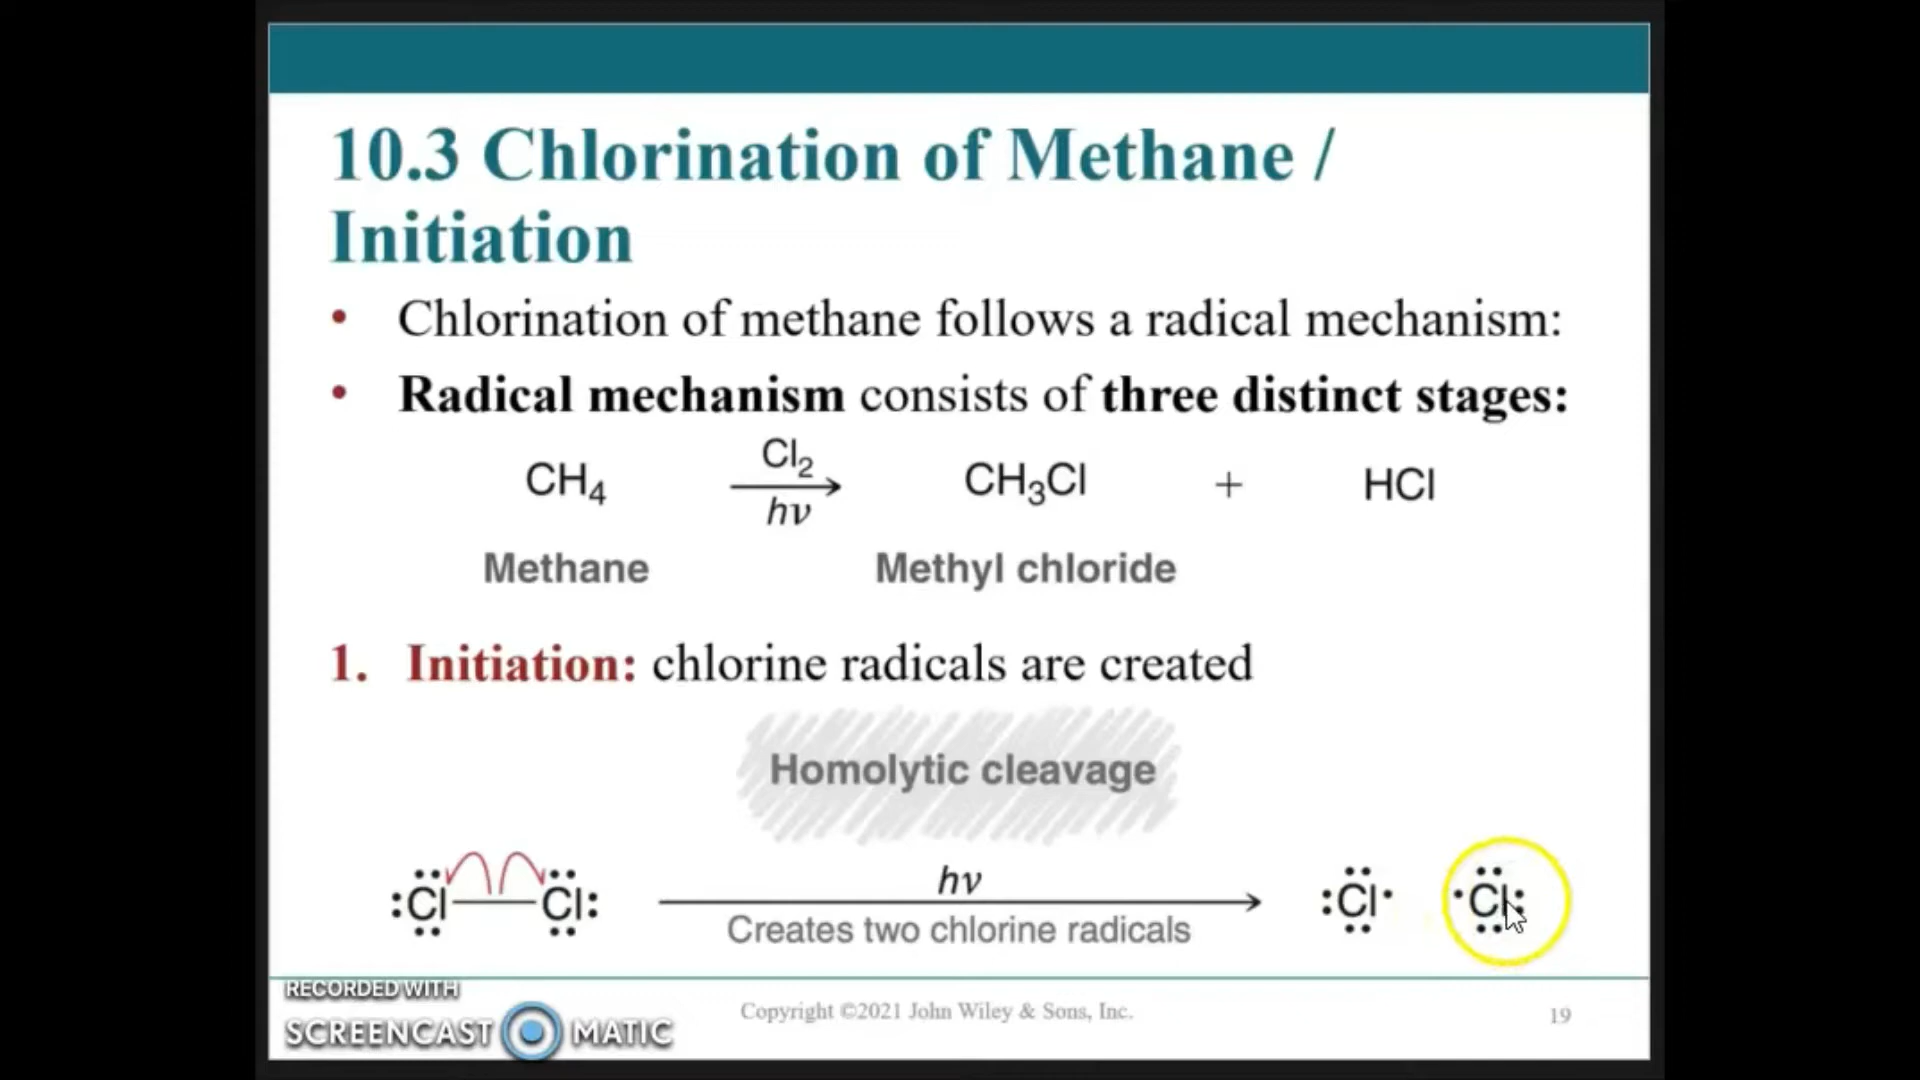 10.3 Chlorination of Methane /
Initiation
• Chlorination of methane follows a radical mechanism:
• Radical mechanism consists of three distinct stages:
CH₄ Cl₂ hν CH₃Cl + HCl
Methane Methyl chloride
1. Initiation: chlorine radicals are created
Homolytic cleavage
:Cl—Cl: hν :Cl· ·Cl:
Creates two chlorine radicals
RECORDED WITH
SCREENCAST MATIC
Copyright ©2021 John Wiley & Sons, Inc.
19